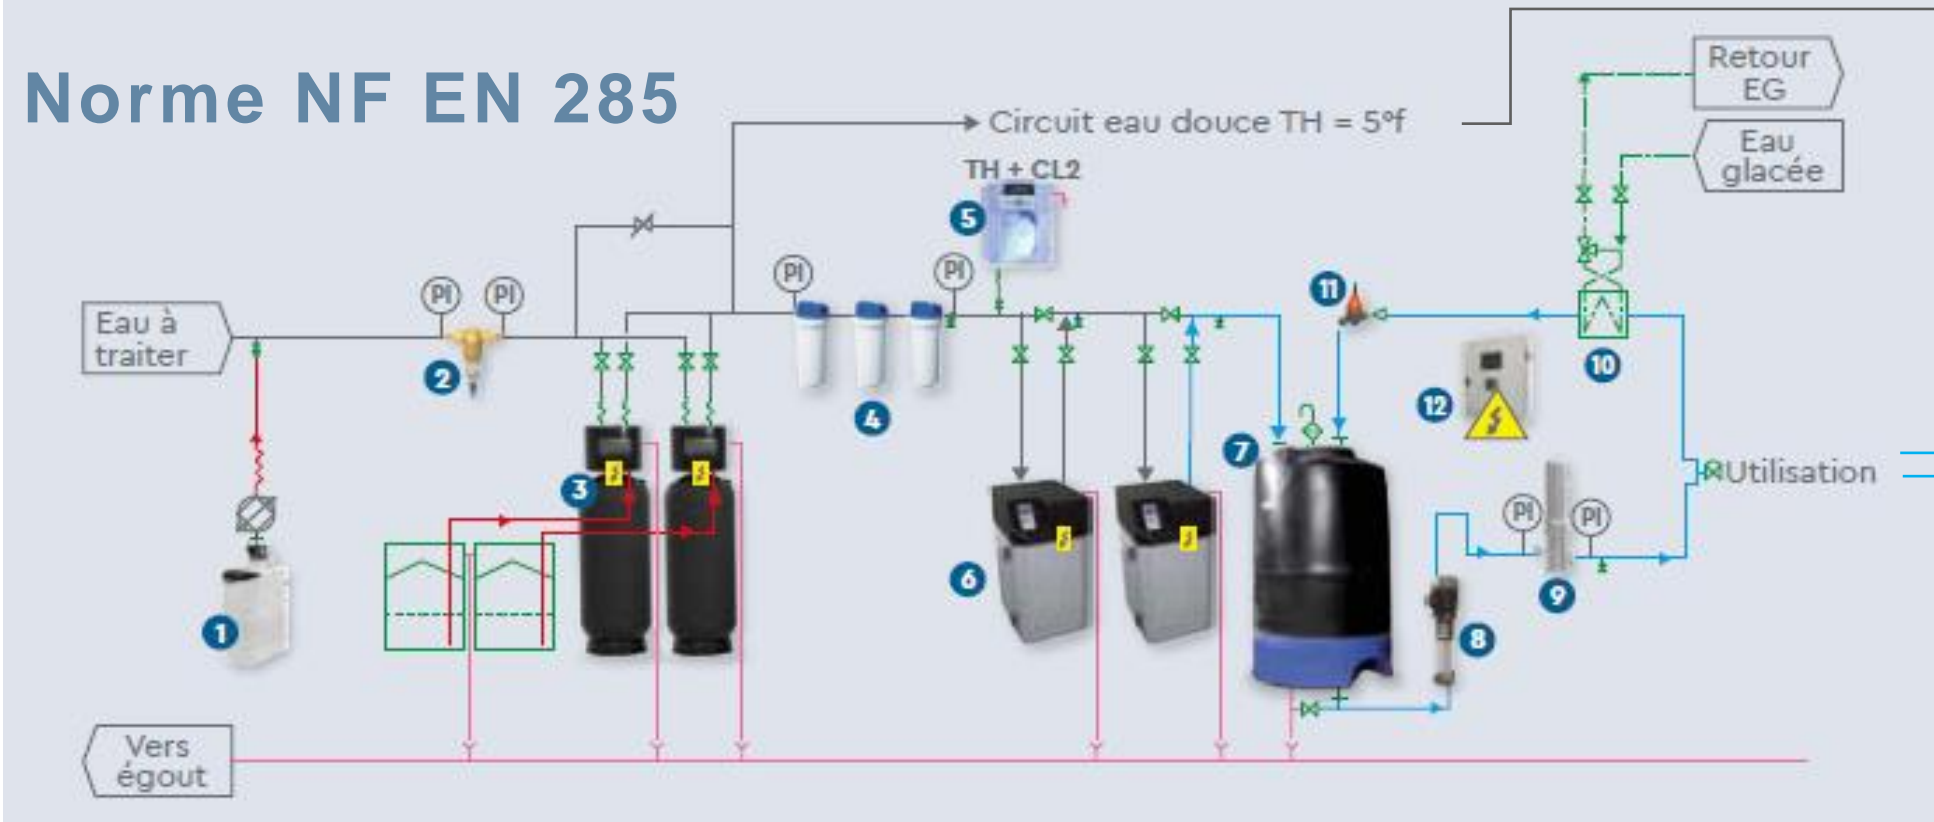 Norme NF EN 285
Retour
EG
Eau
glacée
Circuit eau douce TH = 5°f
TH + CL2
5
PI
PI
PI
PI
11
Eau à
traiter
2
4
10
12
7
3
Utilisation
PI
PI
6
9
1
8
Vers
égout